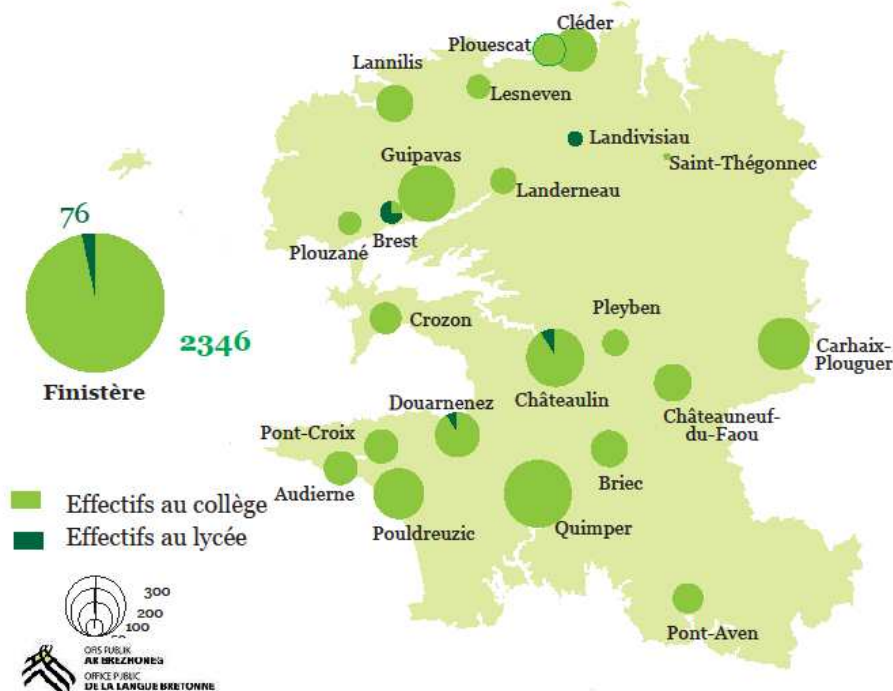 Cléder
Plouescat
Lannilis
Lesneven
Landivisiau
Guipavas
Saint-Thégonnec
Landerneau
76
Brest
Plouzané
Pleyben
Crozon
2346
Carhaix-
Plouguer
Finistère
Douarnenez
Châteaulin
Châteauneuf-
du-Faou
Pont-Croix
Briec
Audierne
Effectifs au collège
Pouldreuzic
Quimper
Effectifs au lycée
300
200
100
Pont-Aven
OFIS PUBLIK
AR BREZHONEG
OFFICE PUBLIC
DE LA LANGUE BRETONNE